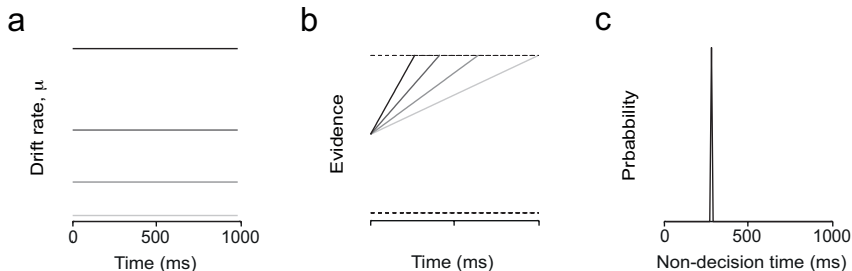 a
Drift rate, μ
0 500 1000
Time (ms)
b
Evidence
Time (ms)
c
Prbabbility
0 500 1000
Non-decision time (ms)